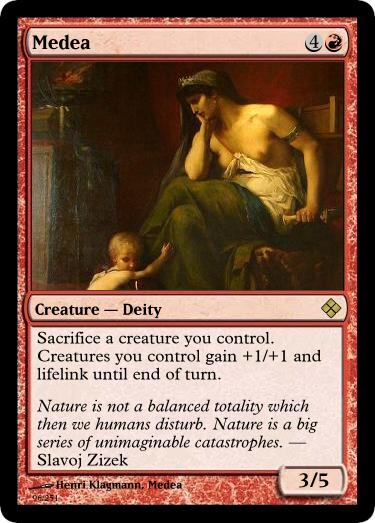 Medea 4
Creature — Deity
Sacrifice a creature you control.
Creatures you control gain +1/+1 and
lifelink until end of turn.
Nature is not a balanced totality which
then we humans disturb. Nature is a big
series of unimaginable catastrophes. —
Slavoj Zizek
3/5
Henri Klagmann, Medea
96/251